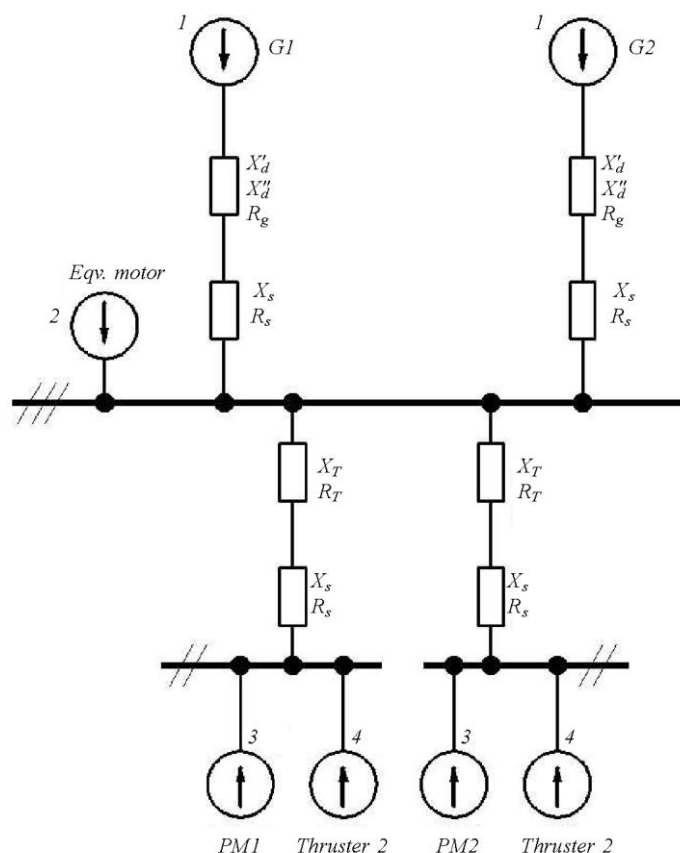 1
G1
1
G2
X'd
X''d
Rg
X'd
X''d
Rg
Eqv. motor
2
Xs
Rs
Xs
Rs
XT
RT
XT
RT
Xs
Rs
Xs
Rs
3
4
3
4
PM1
Thruster 2
PM2
Thruster 2